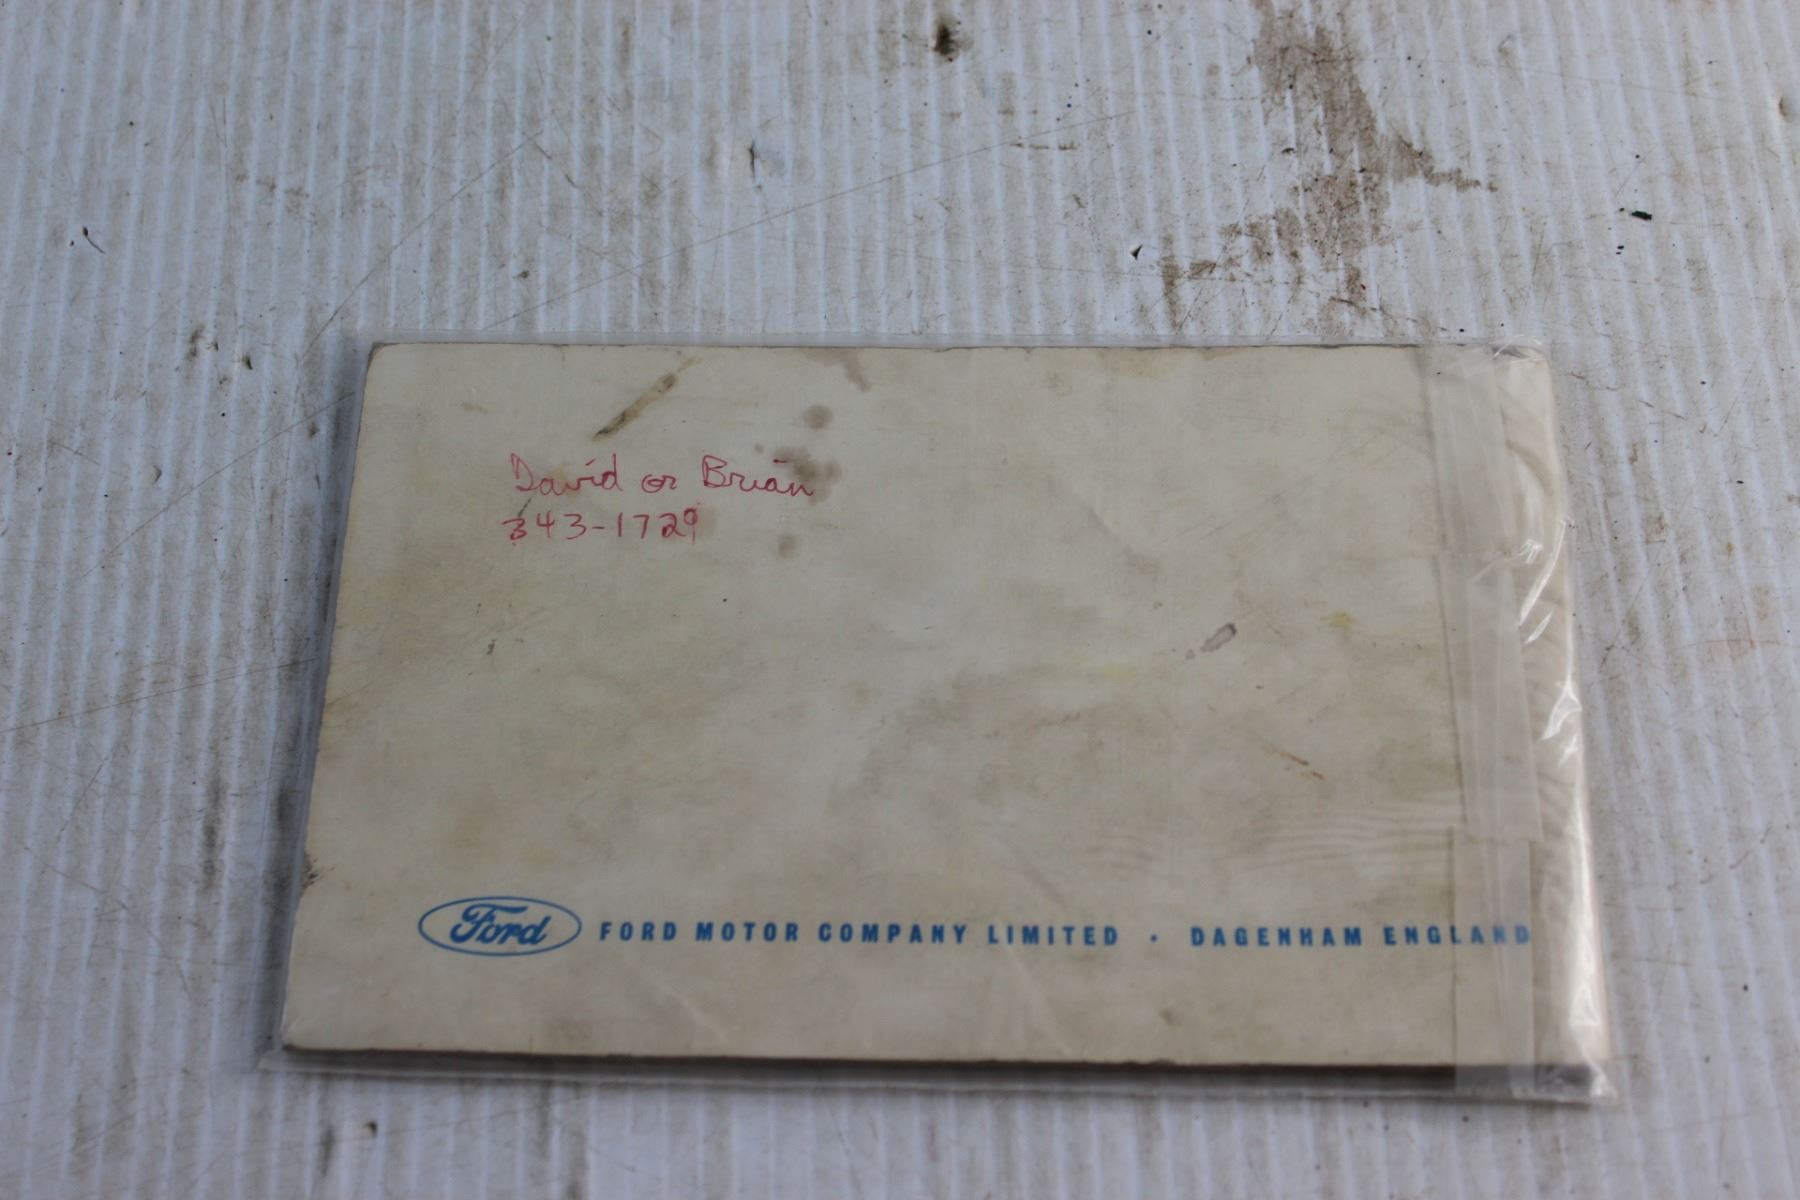 David or Brian
343-1729
Ford FORD MOTOR COMPANY LIMITED · DAGENHAM ENGLAND